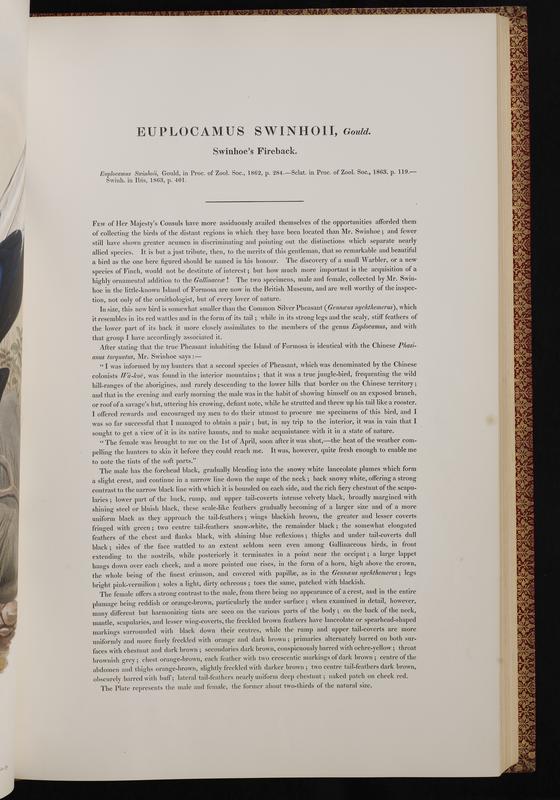 EUPLOCAMUS SWINHOII, Gould.
Swinhoe's Fireback.
Euplocamus Swinhoii, Gould, in Proc. of Zool. Soc., 1862, p. 284.—Sclat. in Proc. of Zool. Soc., 1863, p. 119.—
Swinh. in Ibis, 1863, p. 401.
Few of Her Majesty's Consuls have more assiduously availed themselves of the opportunities afforded them
of collecting the birds of the distant regions in which they have been located than Mr. Swinhoe; and fewer
still have shown greater acumen in discriminating and pointing out the distinctions which separate nearly
allied species. It is but a just tribute, then, to the merits of this gentleman, that so remarkable and beautiful
a bird as the one here figured should be named in his honour. The discovery of a small Warbler, or a new
species of Finch, would not be destitute of interest; but how much more important is the acquisition of a
highly ornamental addition to the Gallinaceæ! The two specimens, male and female, collected by Mr. Swin-
hoe in the little-known Island of Formosa are now in the British Museum, and are well worthy of the inspec-
tion, not only of the ornithologist, but of every lover of nature.
In size, this new bird is somewhat smaller than the Common Silver Pheasant (Gennæus nycthemerus), which
it resembles in its red wattles and in the form of its tail; while in its strong legs and the scaly, stiff feathers of
the lower part of its back it more closely assimilates to the members of the genus Euplocamus, and with
that group I have accordingly associated it.
After stating that the true Pheasant inhabiting the Island of Formosa is identical with the Chinese Phasi-
anus torquatus, Mr. Swinhoe says:—
"I was informed by my hunters that a second species of Pheasant, which was denominated by the Chinese
colonists Wá-koë, was found in the interior mountains; that it was a true jungle-bird, frequenting the wild
hill-ranges of the aborigines, and rarely descending to the lower hills that border on the Chinese territory;
and that in the evening and early morning the male was in the habit of showing himself on an exposed branch,
or roof of a savage's hut, uttering his crowing, defiant note, while he strutted and threw up his tail like a rooster.
I offered rewards and encouraged my men to do their utmost to procure me specimens of this bird, and I
was so far successful that I managed to obtain a pair; but, in my trip to the interior, it was in vain that I
sought to get a view of it in its native haunts, and to make acquaintance with it in a state of nature.
"The female was brought to me on the 1st of April, soon after it was shot,—the heat of the weather com-
pelling the hunters to skin it before they could reach me. It was, however, quite fresh enough to enable me
to note the tints of the soft parts."
The male has the forehead black, gradually blending into the snowy white lanceolate plumes which form
a slight crest, and continue in a narrow line down the nape of the neck; back snowy white, offering a strong
contrast to the narrow black line with which it is bounded on each side, and the rich fiery chestnut of the scapu-
laries; lower part of the back, rump, and upper tail-coverts intense velvety black, broadly margined with
shining steel or bluish black, these scale-like feathers gradually becoming of a larger size and of a more
uniform black as they approach the tail-feathers; wings blackish brown, the greater and lesser coverts
fringed with green; two centre tail-feathers snow-white, the remainder black; the somewhat elongated
feathers of the chest and flanks black, with shining blue reflexions; thighs and under tail-coverts dull
black; sides of the face wattled to an extent seldom seen even among Gallinaceous birds, in front
extending to the nostrils, while posteriorly it terminates in a point near the occiput; a large lappet
hangs down over each cheek, and a more pointed one rises, in the form of a horn, high above the crown,
the whole being of the finest crimson, and covered with papillæ, as in the Gennæus nycthemerus; legs
bright pink-vermilion; soles a light, dirty ochreous; toes the same, patched with blackish.
The female offers a strong contrast to the male, from there being no appearance of a crest, and in the entire
plumage being reddish or orange-brown, particularly the under surface; when examined in detail, however,
many different but harmonizing tints are seen on the various parts of the body; on the back of the neck,
mantle, scapularies, and lesser wing-coverts, the freckled brown feathers have lanceolate or spearhead-shaped
markings surrounded with black down their centres, while the rump and upper tail-coverts are more
uniformly and more finely freckled with orange and dark brown; primaries alternately barred on both sur-
faces with chestnut and dark brown; secondaries dark brown, conspicuously barred with ochre-yellow; throat
brownish grey; chest orange-brown, each feather with two crescentic markings of dark brown; centre of the
abdomen and thighs orange-brown, slightly freckled with darker brown; two centre tail-feathers dark brown,
obscurely barred with buff; lateral tail-feathers nearly uniform deep chestnut; naked patch on cheek red.
The Plate represents the male and female, the former about two-thirds of the natural size.